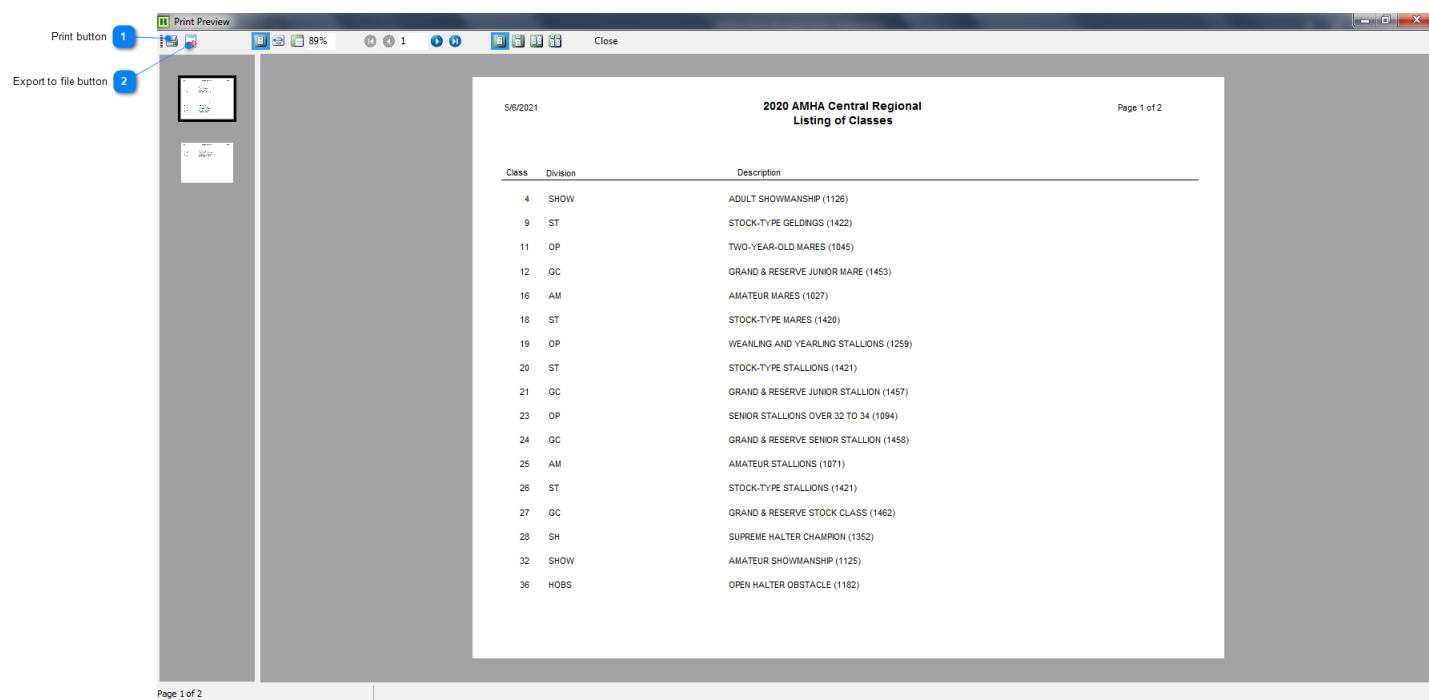 Print Preview
Print button 1
89% 1 Close
Export to file button 2
5/6/2021 2020 AMHA Central Regional Page 1 of 2
Listing of Classes
Class Division Description
4 SHOW ADULT SHOWMANSHIP (1126)
9 ST STOCK-TYPE GELDINGS (1422)
11 OP TWO-YEAR-OLD MARES (1045)
12 GC GRAND & RESERVE JUNIOR MARE (1453)
16 AM AMATEUR MARES (1027)
18 ST STOCK-TYPE MARES (1420)
19 OP WEANLING AND YEARLING STALLIONS (1259)
20 ST STOCK-TYPE STALLIONS (1421)
21 GC GRAND & RESERVE JUNIOR STALLION (1457)
23 OP SENIOR STALLIONS OVER 32 TO 34 (1094)
24 GC GRAND & RESERVE SENIOR STALLION (1458)
25 AM AMATEUR STALLIONS (1071)
26 ST STOCK-TYPE STALLIONS (1421)
27 GC GRAND & RESERVE STOCK CLASS (1462)
28 SH SUPREME HALTER CHAMPION (1352)
32 SHOW AMATEUR SHOWMANSHIP (1125)
36 HOBS OPEN HALTER OBSTACLE (1182)
Page 1 of 2